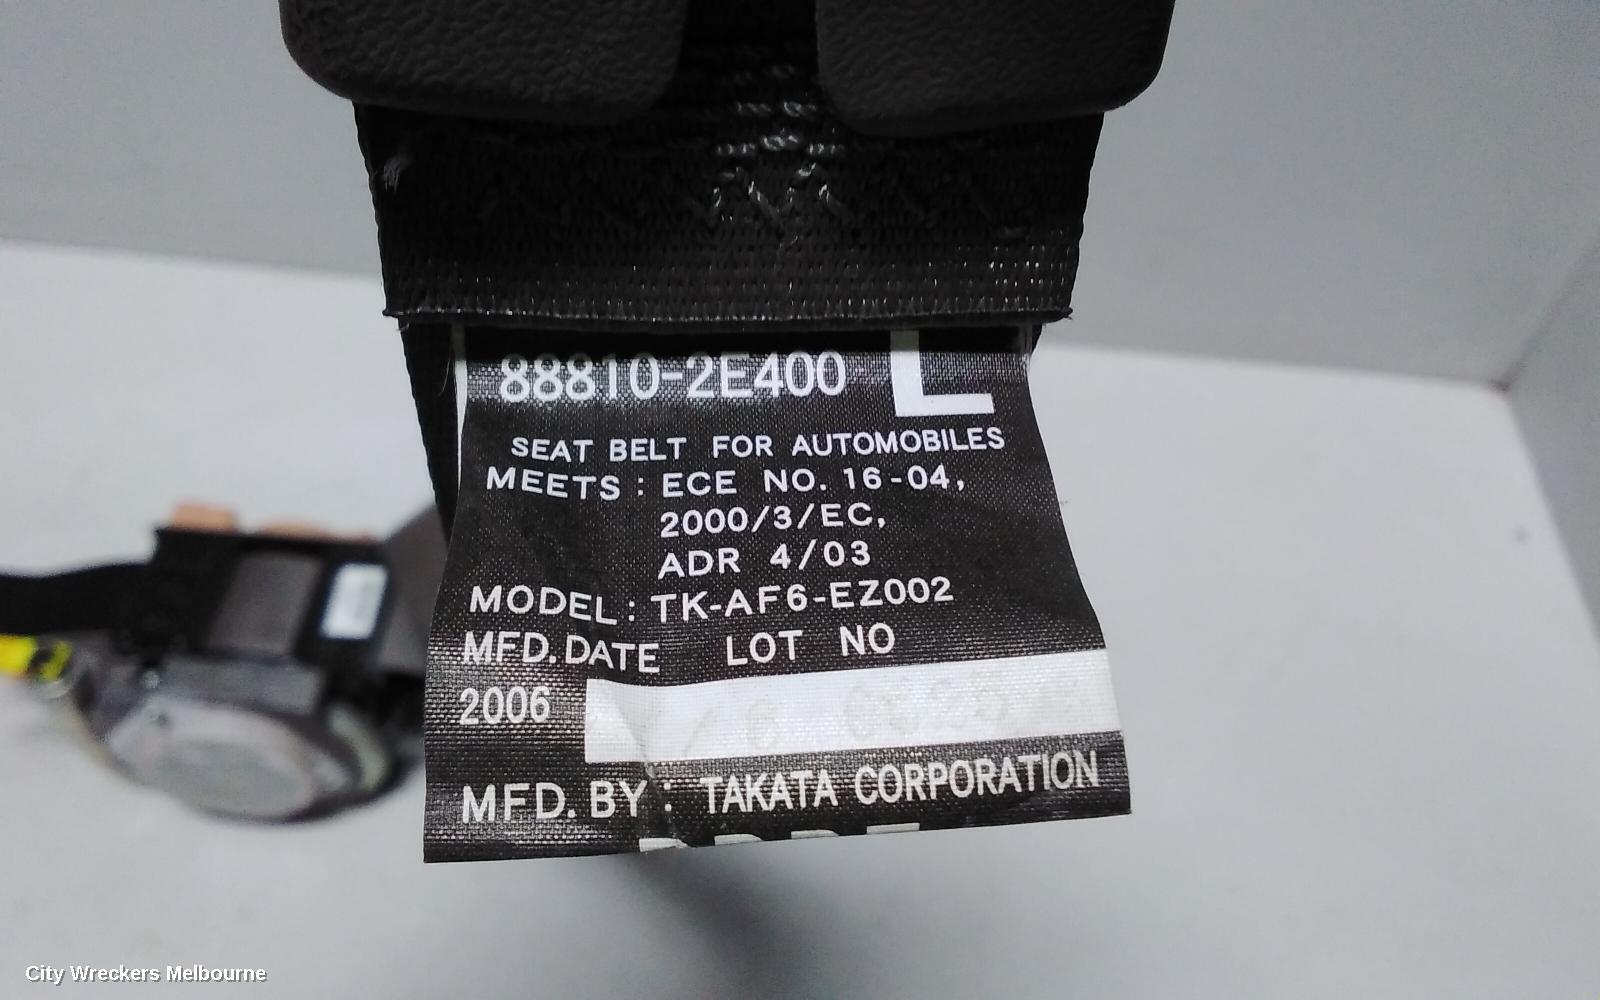 88810-2E400 L
SEAT BELT FOR AUTOMOBILES
MEETS : ECE NO. 16-04,
2000/3/EC,
ADR 4/03
MODEL : TK-AF6-EZ002
MFD. DATE LOT NO
2006
MFD. BY : TAKATA CORPORATION
City Wreckers Melbourne